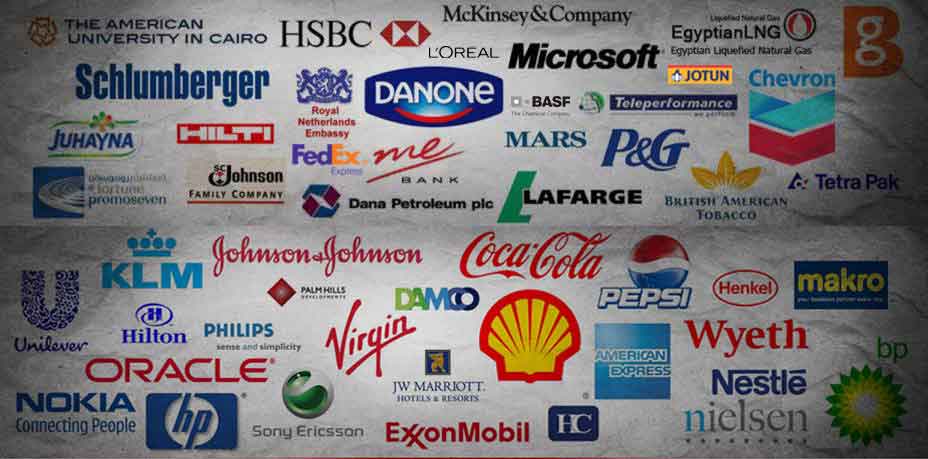 THE AMERICAN
UNIVERSITY IN CAIRO
HSBC
McKinsey&Company
L'OREAL
Microsoft
Liquefied Natural Gas
EgyptianLNG
Egyptian Liquefied Natural Gas
Bg
Schlumberger
Royal
Netherlands
Embassy
DANONE
BASF
The Chemical Company
JOTUN
Teleperformance
Chevron
JUHAYNA
HILTI
FedEx
Express
me
BANK
MARS
P&G
fortune
promoseven
SC Johnson
A FAMILY COMPANY
Dana Petroleum plc
LAFARGE
BRITISH AMERICAN
TOBACCO
Tetra Pak
Unilever
KLM
Johnson & Johnson
Coca-Cola
PEPSI
Henkel
makro
PALM HILLS
DEVELOPMENTS
DAMCO
Hilton
PHILIPS
sense and simplicity
Virgin
Wyeth
AMERICAN
EXPRESS
bp
ORACLE
JW MARRIOTT
HOTELS & RESORTS
Nestlé
NOKIA
Connecting People
hp
Sony Ericsson
ExxonMobil
HC
nielsen